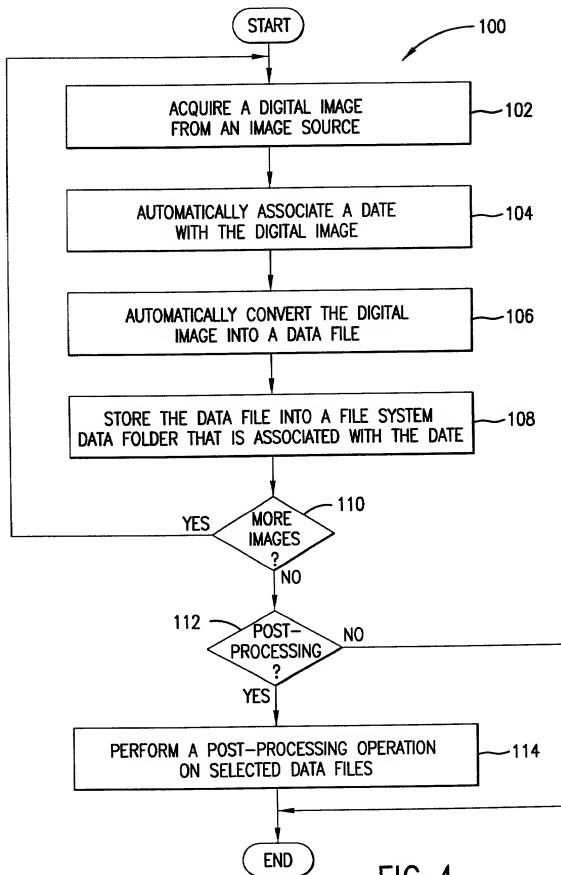 START
100
ACQUIRE A DIGITAL IMAGE
FROM AN IMAGE SOURCE
102
AUTOMATICALLY ASSOCIATE A DATE
WITH THE DIGITAL IMAGE
104
AUTOMATICALLY CONVERT THE DIGITAL
IMAGE INTO A DATA FILE
106
STORE THE DATA FILE INTO A FILE SYSTEM
DATA FOLDER THAT IS ASSOCIATED WITH THE DATE
108
YES
MORE
IMAGES
?
110
NO
112
POST-
PROCESSING
?
NO
YES
PERFORM A POST-PROCESSING OPERATION
ON SELECTED DATA FILES
114
END
FIG. 4